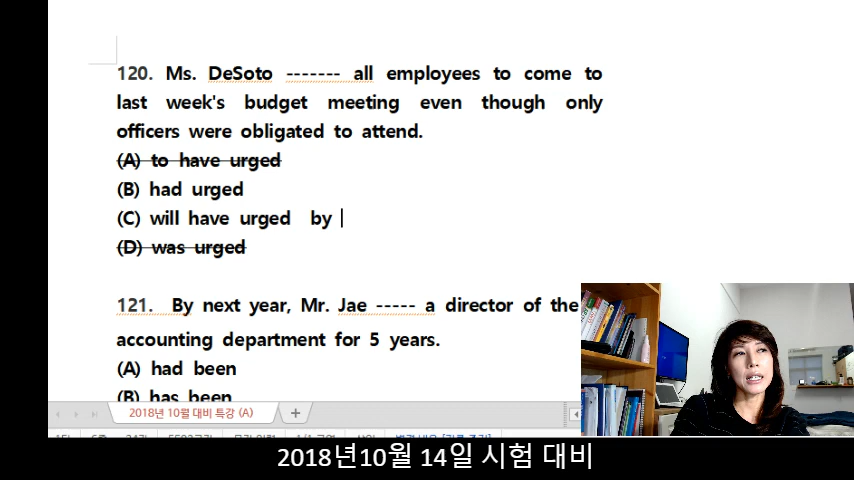 120. Ms. DeSoto ------- all employees to come to
last week's budget meeting even though only
officers were obligated to attend.
(A) to have urged
(B) had urged
(C) will have urged by
(D) was urged
121. By next year, Mr. Jae ----- a director of the
accounting department for 5 years.
(A) had been
(B) has been
2018년 10월 대비 특강 (A)
2018년10월 14일 시험 대비